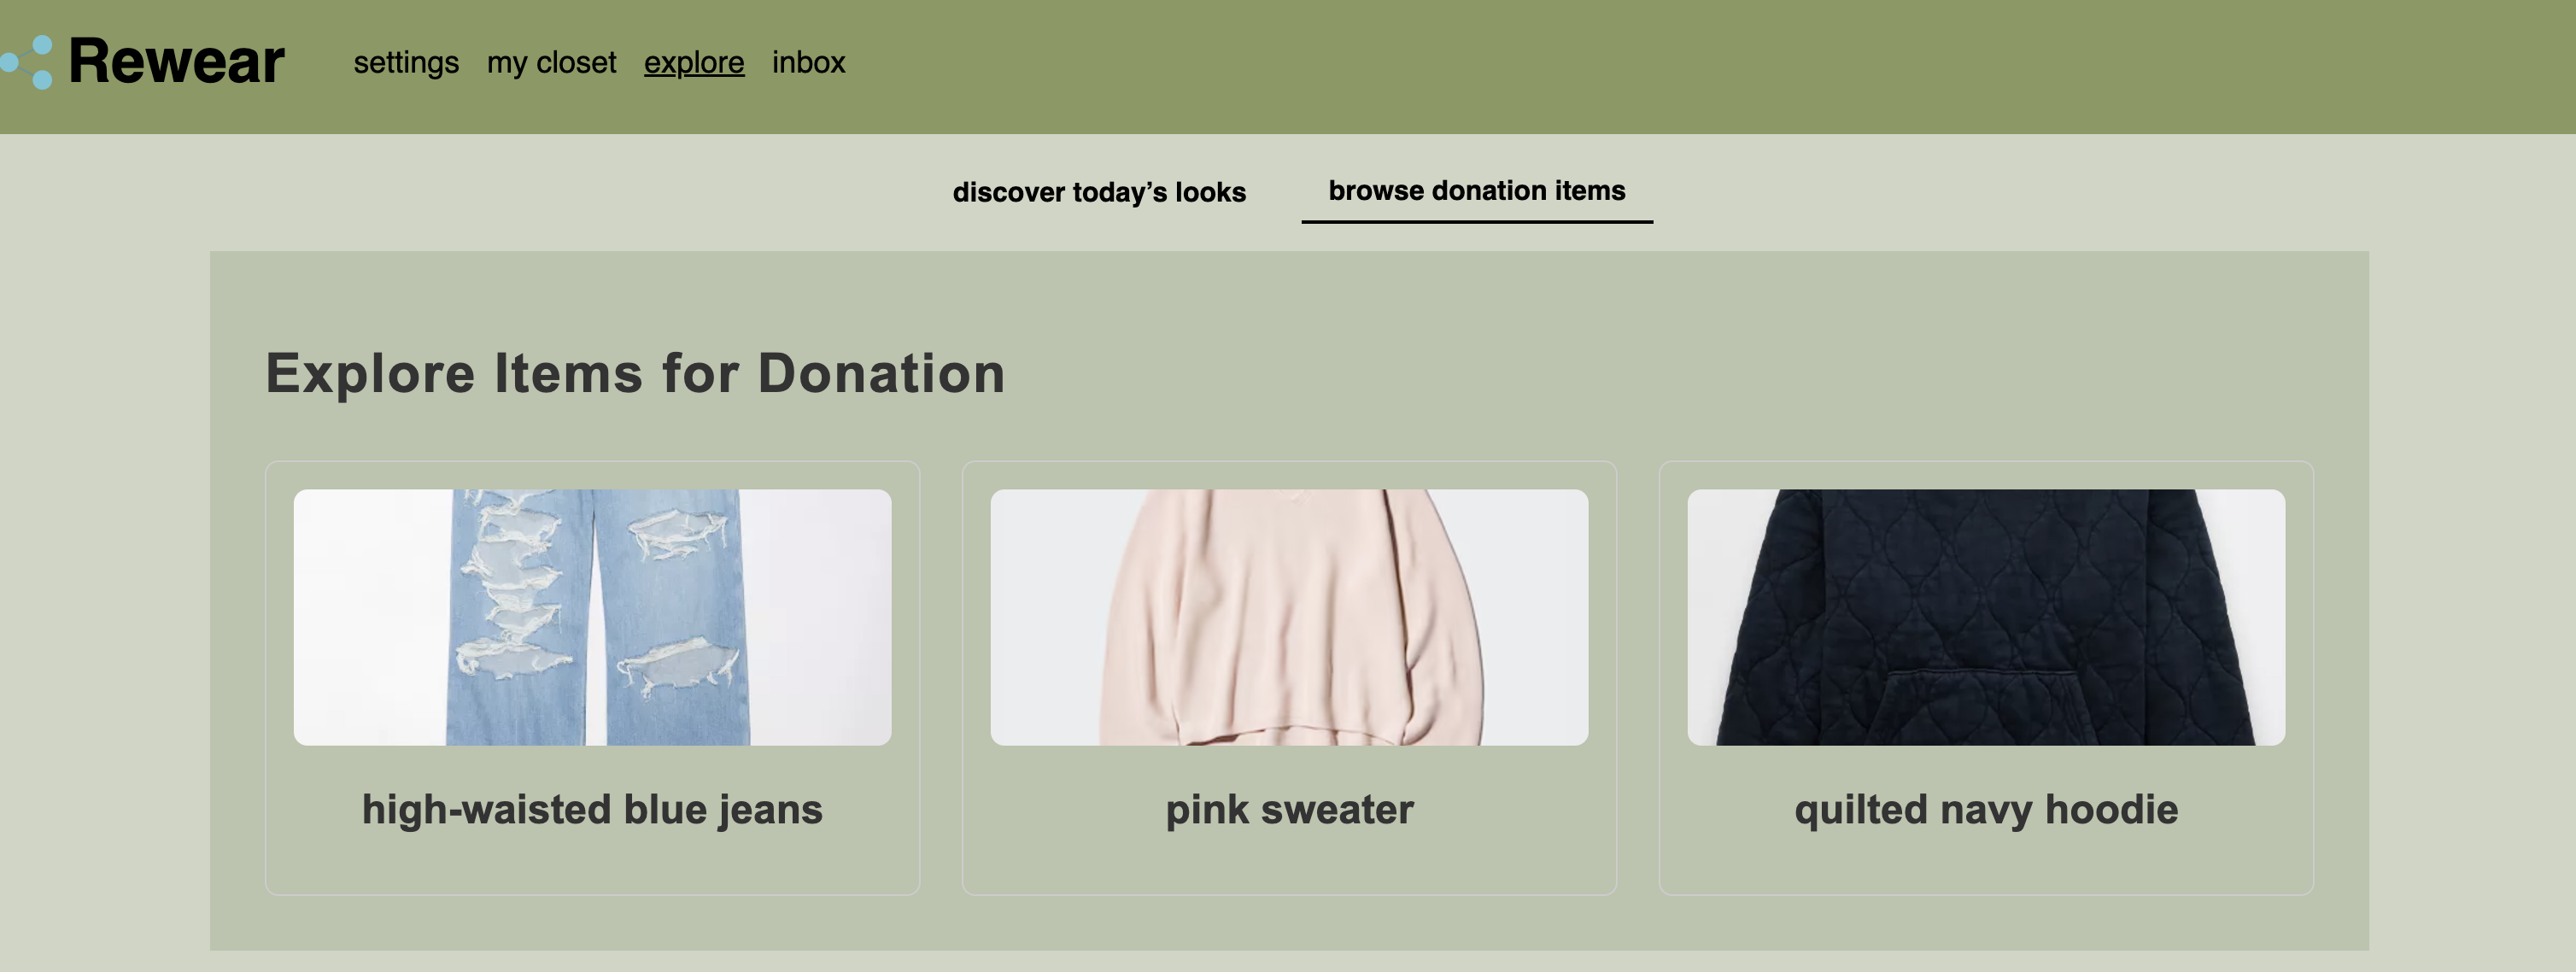 Rewear
settings my closet explore inbox
discover today’s looks browse donation items
Explore Items for Donation
high-waisted blue jeans
pink sweater
quilted navy hoodie